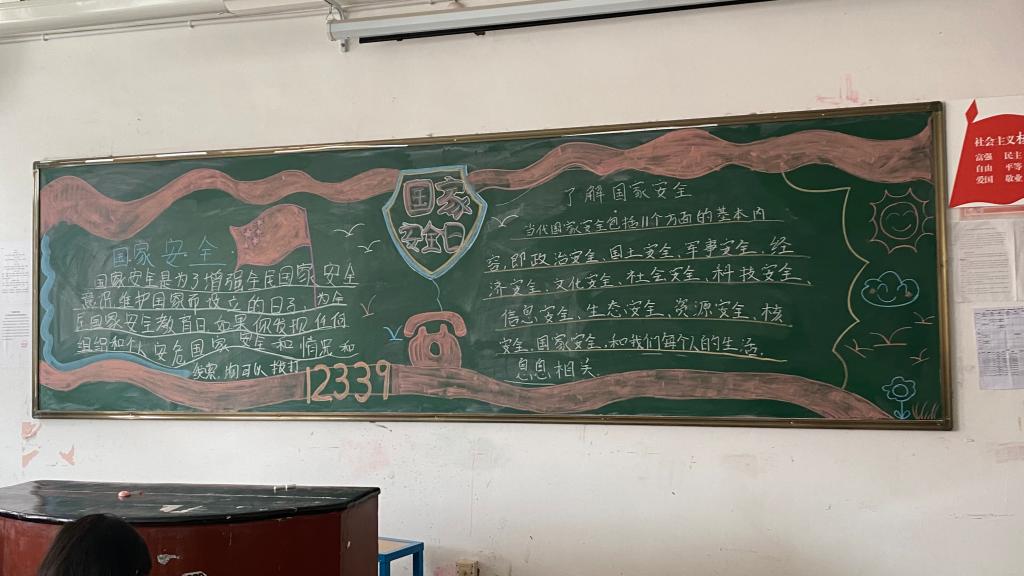 国家安全
国家安全是为了增强全民国家安全
意识,维护国家而设立的日子,为全
民国家安全教育日.如果你发现任何
组织和个人危害国家安全和情况和
线索,均可以拨打
12339
国家
安全日
了解国家安全
当代国家安全包括11个方面的基本内
容,即政治安全、国土安全、军事安全、经
济安全、文化安全、社会安全、科技安全、
信息安全、生态安全、资源安全、核
安全,国家安全,和我们每个人的生活,
息息相关
社会主义核
富强 民主
自由 平等
爱国 敬业